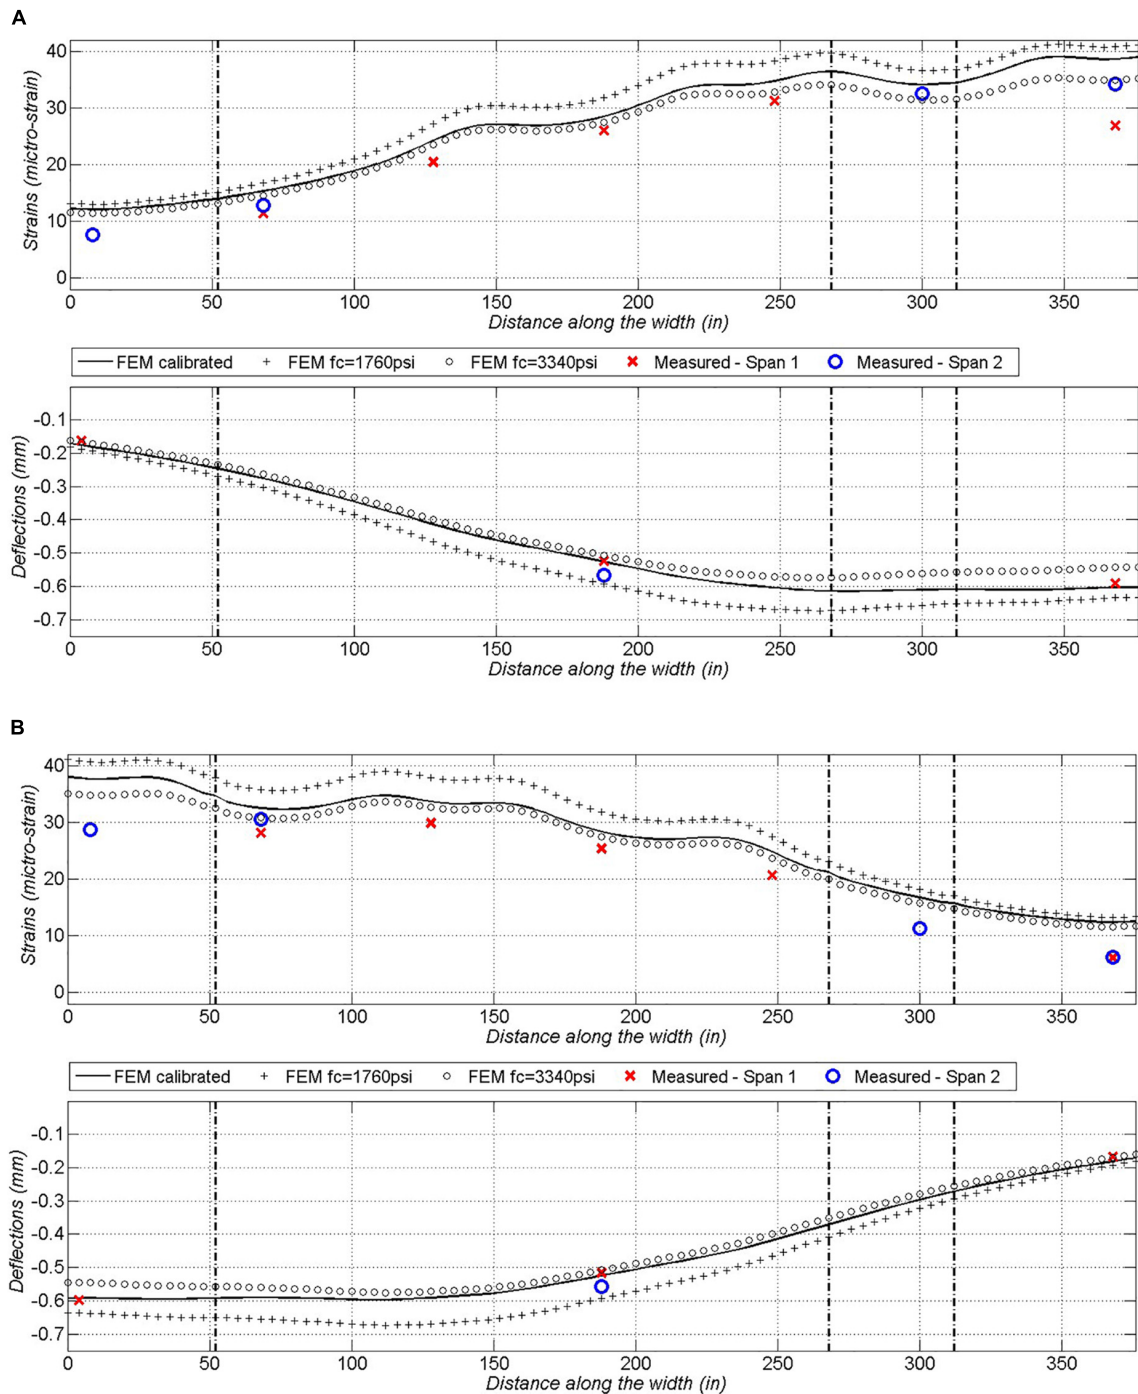 A
40
30
20
10
0
Strains (mictro-strain)
0 50 100 150 200 250 300 350
Distance along the width (in)
FEM calibrated + FEM fc=1760psi ○ FEM fc=3340psi × Measured - Span 1 ○ Measured - Span 2
-0.1
-0.2
-0.3
-0.4
-0.5
-0.6
-0.7
Deflections (mm)
0 50 100 150 200 250 300 350
Distance along the width (in)
B
40
30
20
10
0
Strains (mictro-strain)
0 50 100 150 200 250 300 350
Distance along the width (in)
FEM calibrated + FEM fc=1760psi ○ FEM fc=3340psi × Measured - Span 1 ○ Measured - Span 2
-0.1
-0.2
-0.3
-0.4
-0.5
-0.6
-0.7
Deflections (mm)
0 50 100 150 200 250 300 350
Distance along the width (in)